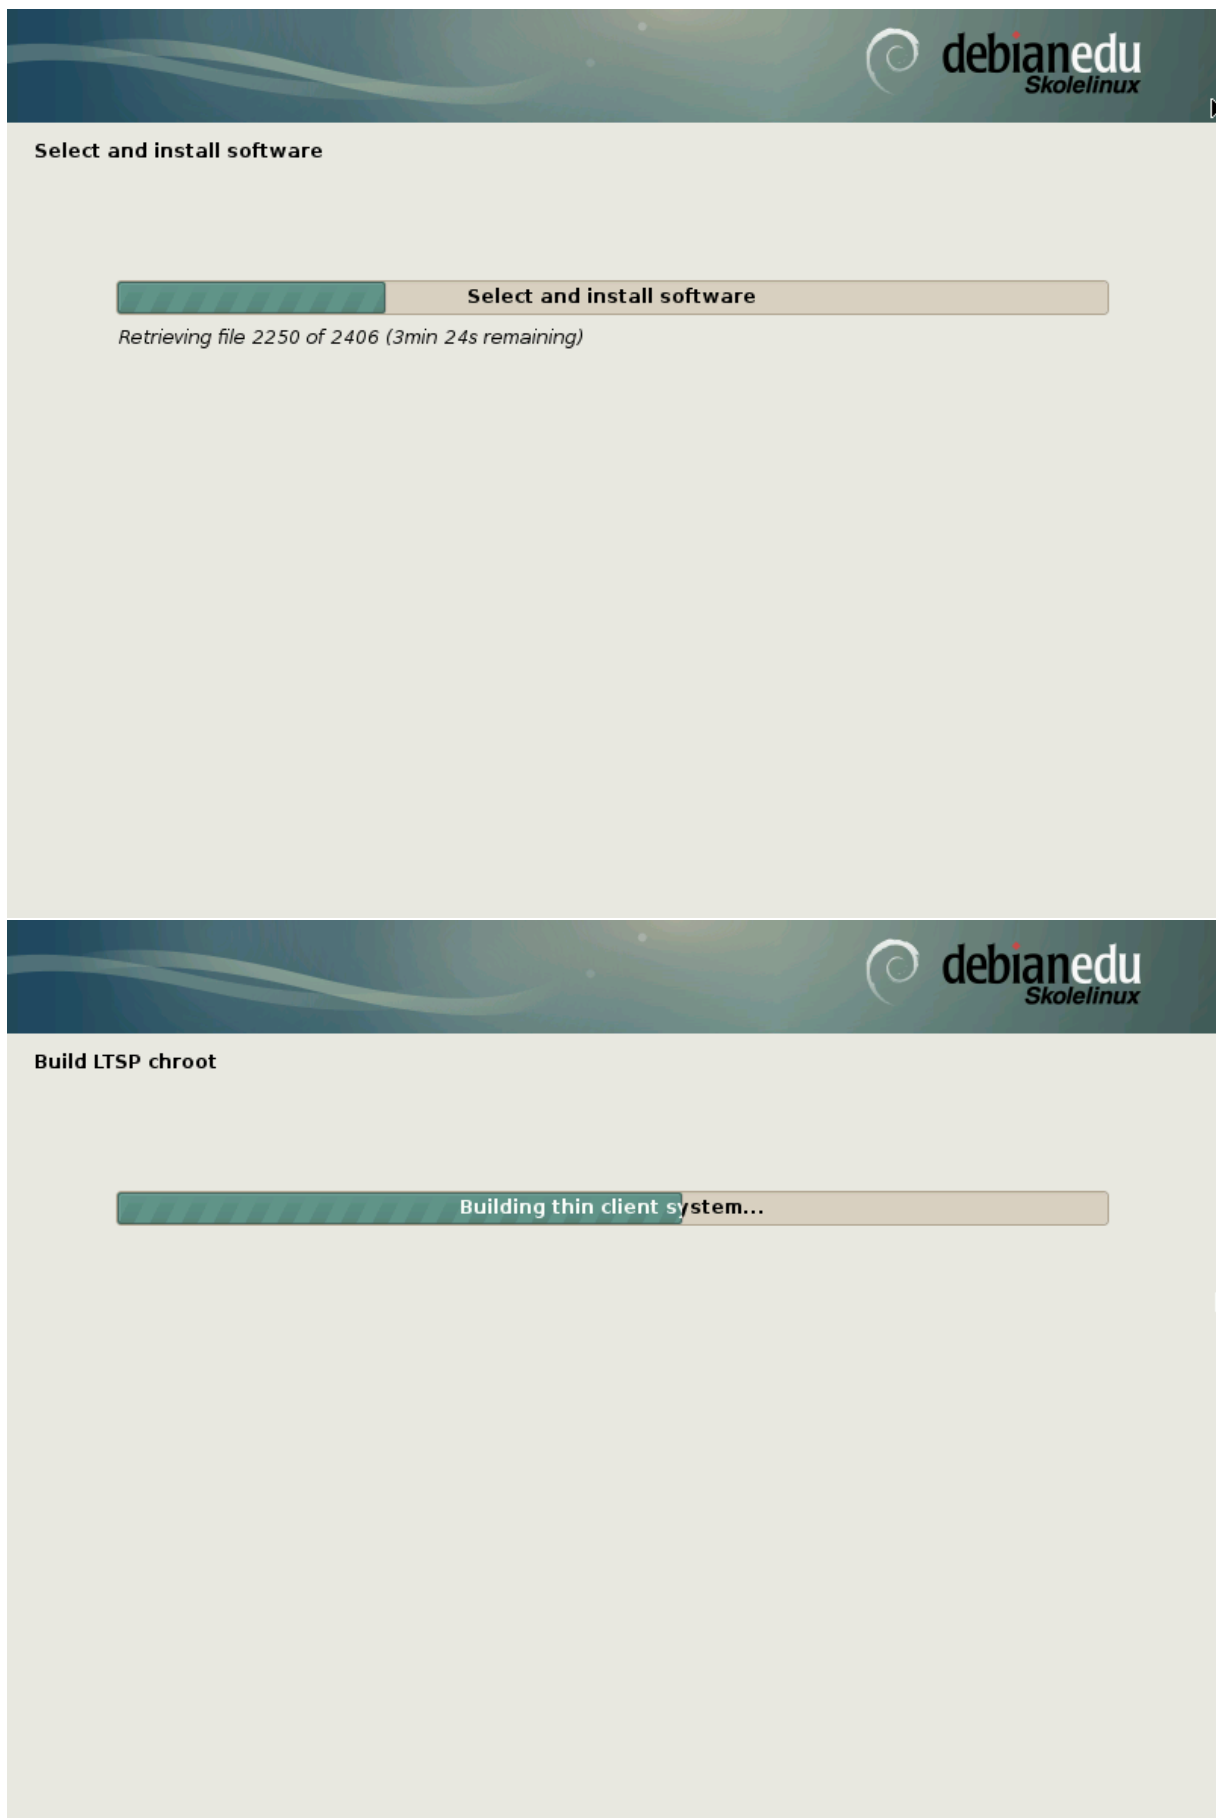 debianedu
Skolelinux
Select and install software
Select and install software
Retrieving file 2250 of 2406 (3min 24s remaining)
debianedu
Skolelinux
Build LTSP chroot
Building thin client system...